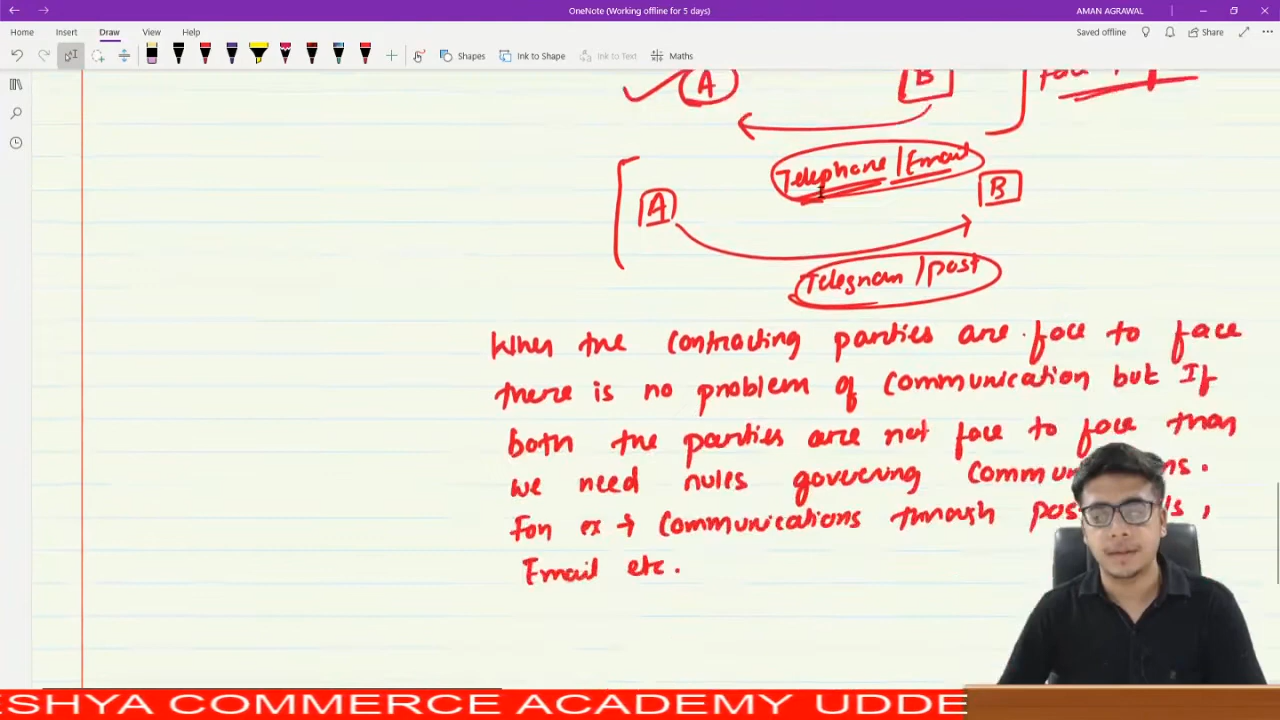 OneNote (Working offline for 5 days)
AMAN AGRAWAL
Home Insert Draw View Help
Saved offline
Share
Shapes
Ink to Shape
Ink to Text
Maths
A B
Telephone / Email
A B
Telegram / post
When the contracting parties are face to face
there is no problem of communication but If
both the parties are not face to face than
we need rules governing
For ex → Communications through
Email etc.
ESHYA COMMERCE ACADEMY UDDE